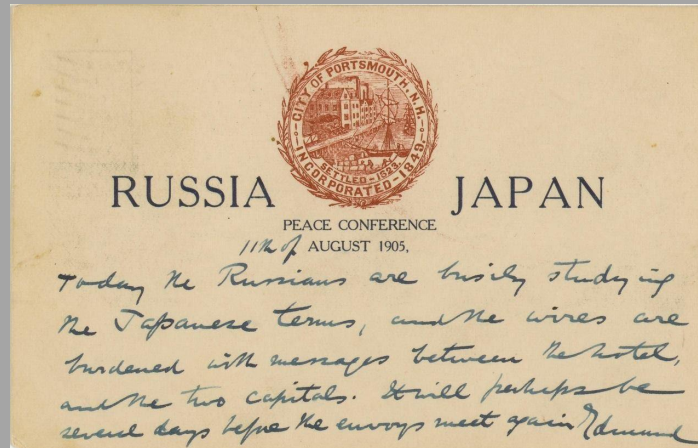 CITY OF PORTSMOUTH, N.H.
SETTLED-1623.
INCORPORATED-1849.
RUSSIA JAPAN
PEACE CONFERENCE
11th of AUGUST 1905,
Today the Russians are busily studying
the Japanese terms, and the wires are
burdened with messages between the hotel,
and the two capitals. It will perhaps be
several days before the envoys meet again Edmund